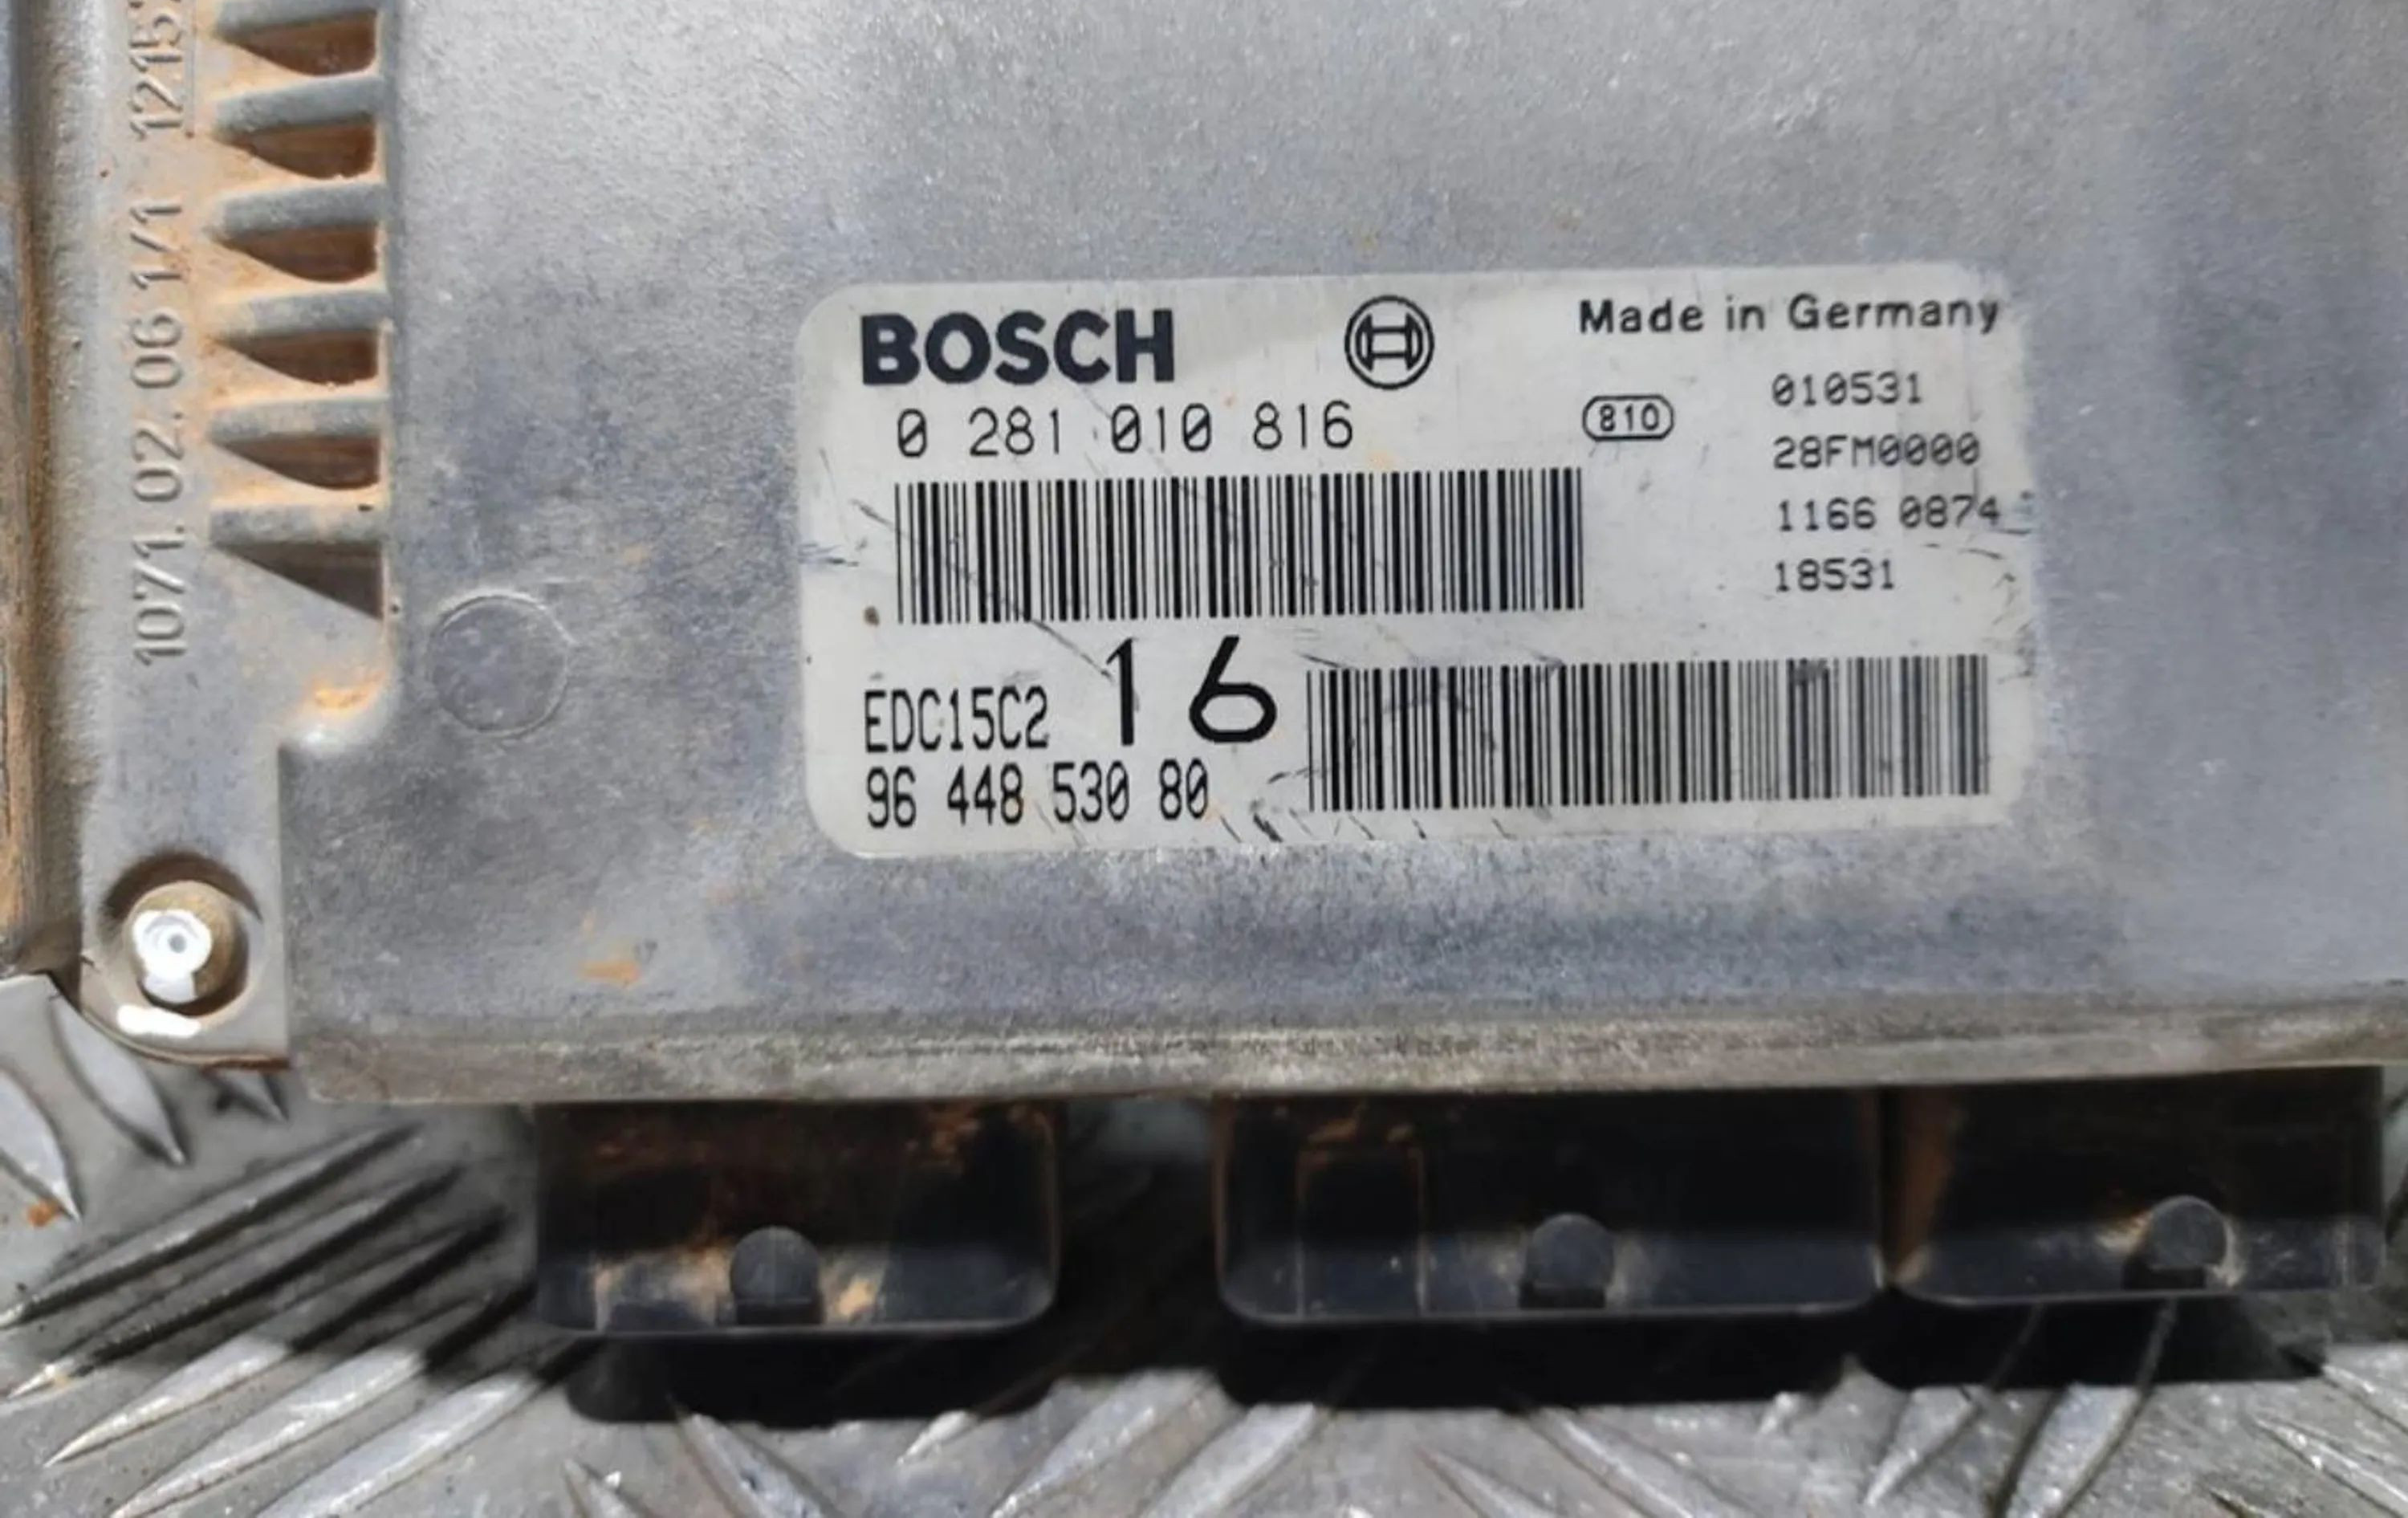 1071.02.06 1/1
BOSCH
Made in Germany
0 281 010 816
810
010531
28FM0000
1166 0874
18531
EDC15C2 16
96 448 530 80